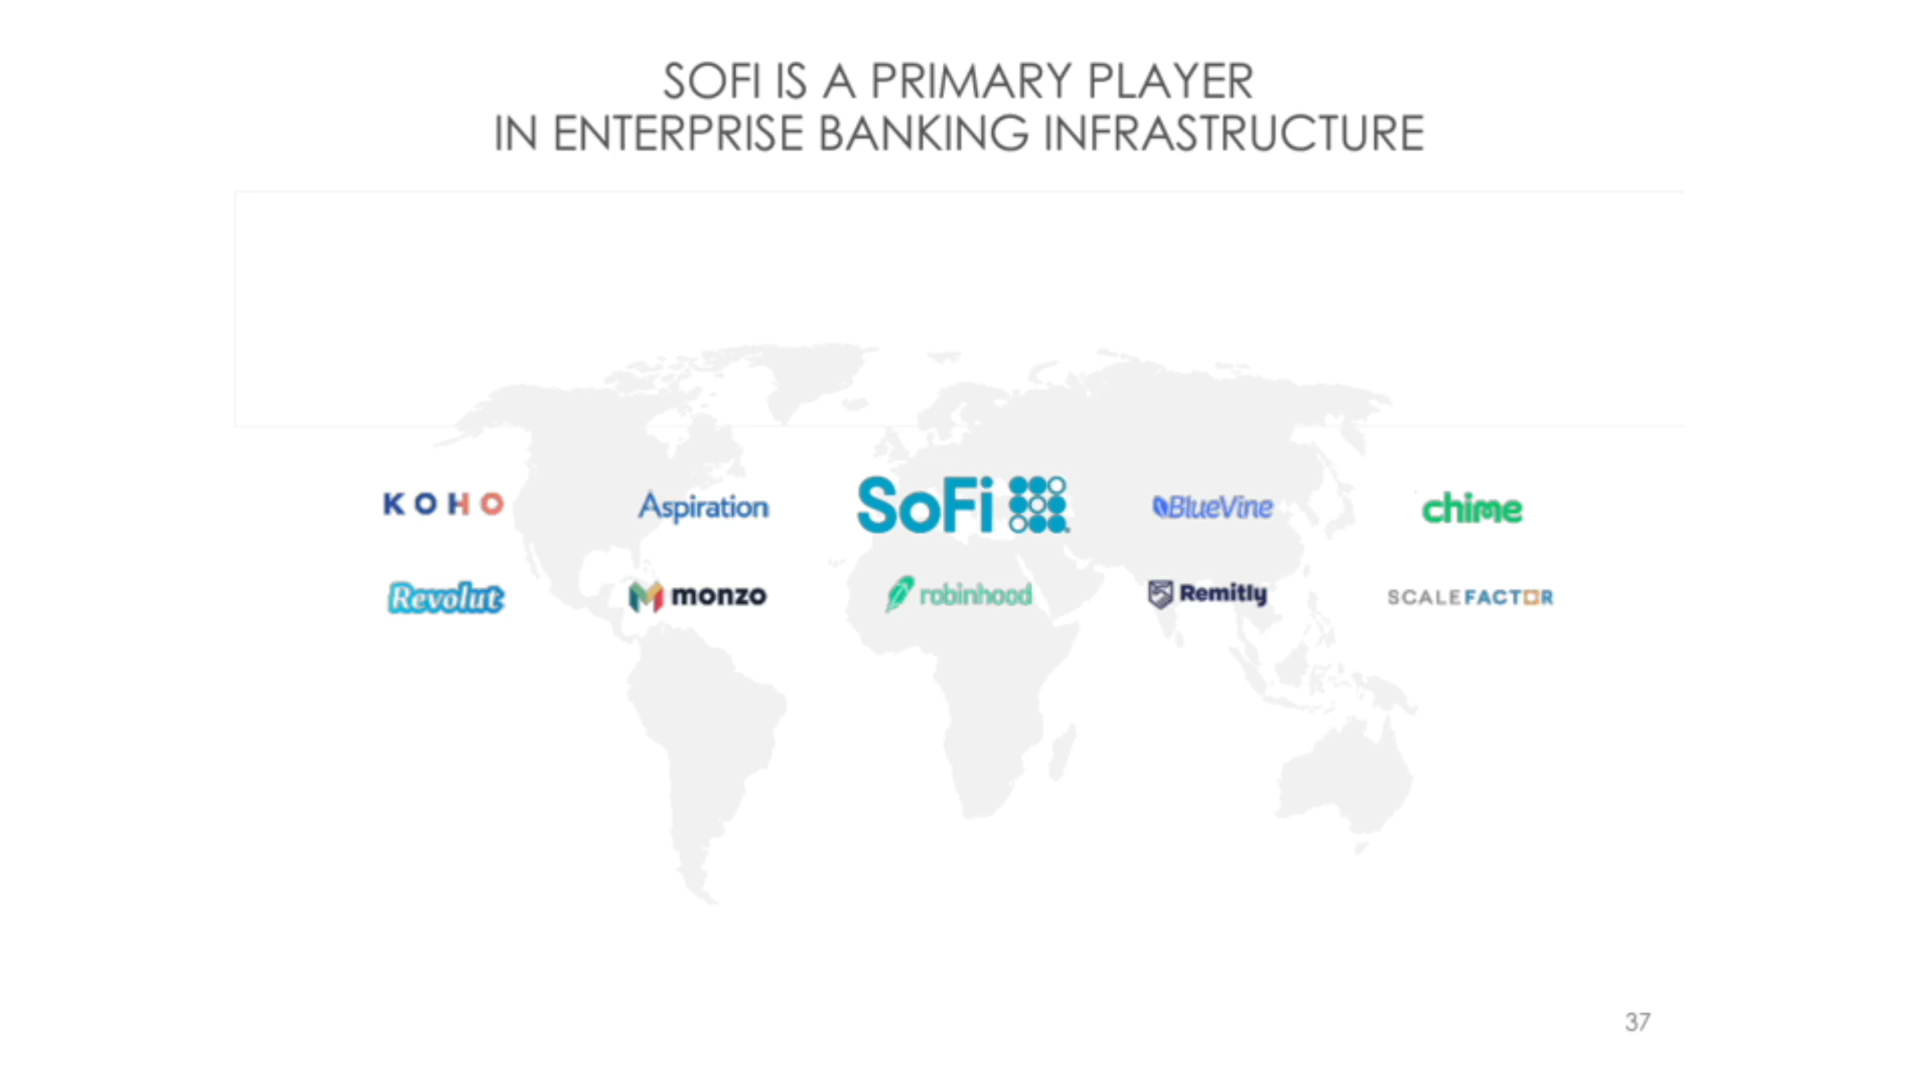 SOFI IS A PRIMARY PLAYER
IN ENTERPRISE BANKING INFRASTRUCTURE
KOHO Aspiration SoFi BlueVine chime
Revolut monzo robinhood Remitly SCALEFACTOR
37